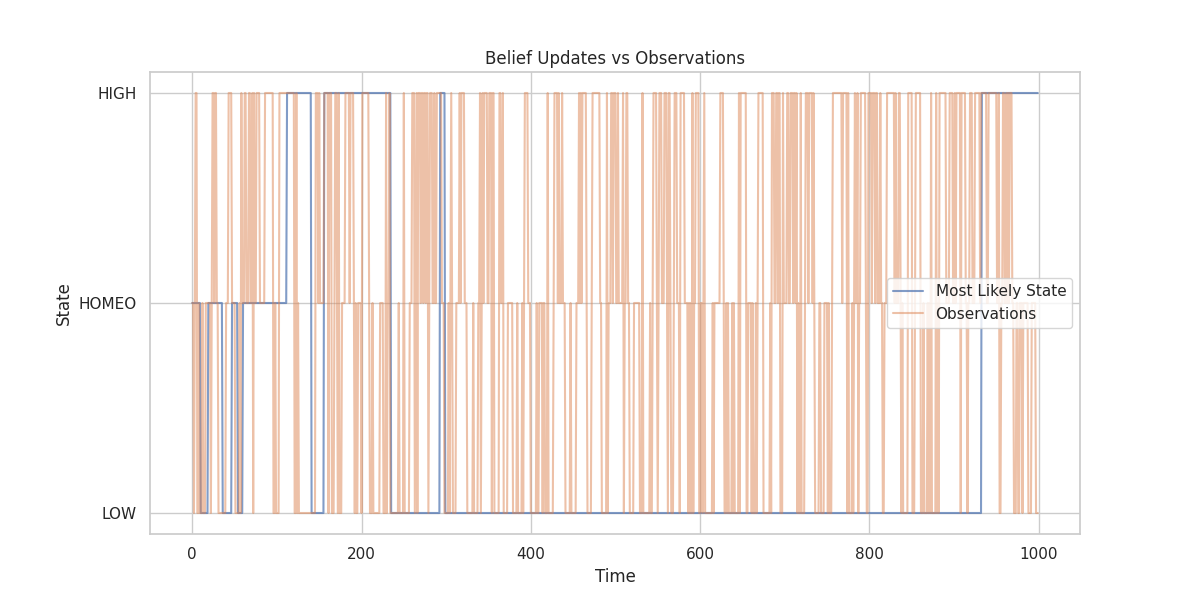 Belief Updates vs Observations
HIGH
HOMEO
LOW
State
Most Likely State
Observations
0 200 400 600 800 1000
Time